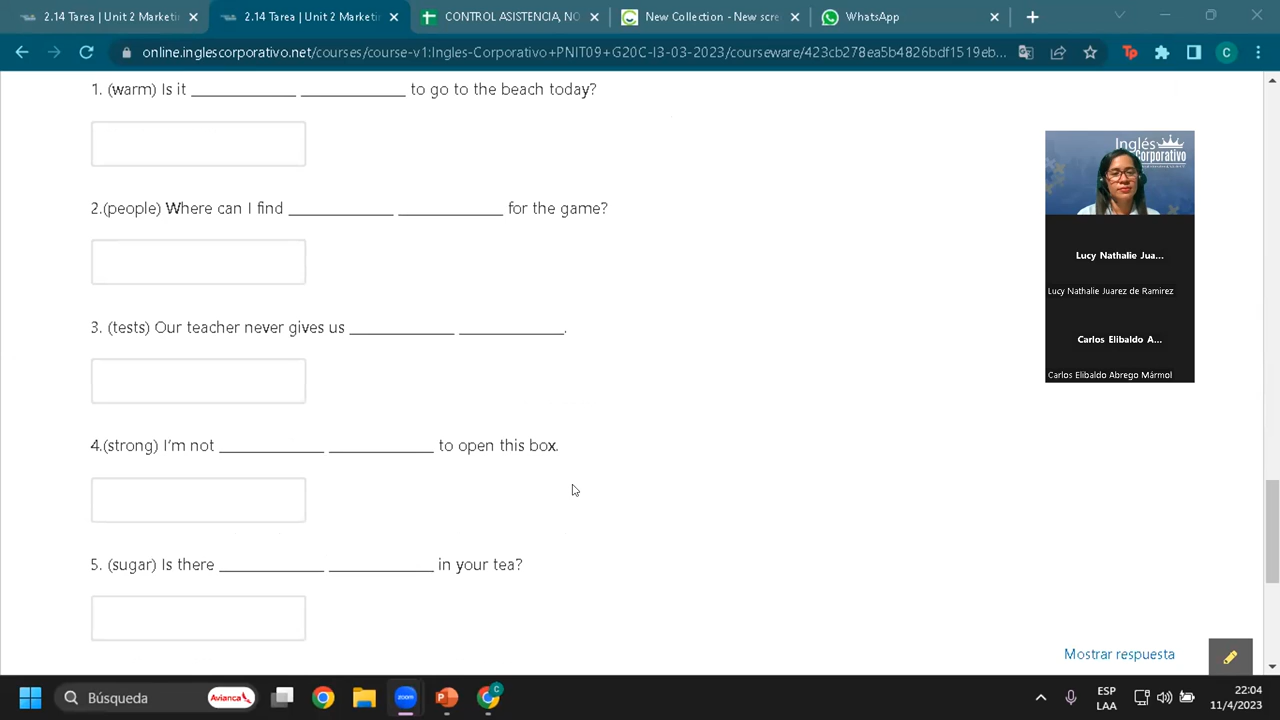 2.14 Tarea | Unit 2 Marketi
2.14 Tarea | Unit 2 Marketi
CONTROL ASISTENCIA, NO
New Collection - New scre
WhatsApp
online.inglescorporativo.net/courses/course-v1:Ingles-Corporativo+PNIT09+G20C-I3-03-2023/courseware/423cb278ea5b4826bdf1519eb...
C
1. (warm) Is it ____________ ____________ to go to the beach today?
2.(people) Where can I find ____________ ____________ for the game?
3. (tests) Our teacher never gives us ____________ ____________.
4.(strong) I'm not ____________ ____________ to open this box.
5. (sugar) Is there ____________ ____________ in your tea?
Inglés
Corporativo
Lucy Nathalie Jua...
Lucy Nathalie Juarez de Ramirez
Carlos Elibaldo A...
Carlos Elibaldo Abrego Mármol
Mostrar respuesta
Búsqueda
Avianca
ESP
LAA
22:04
11/4/2023